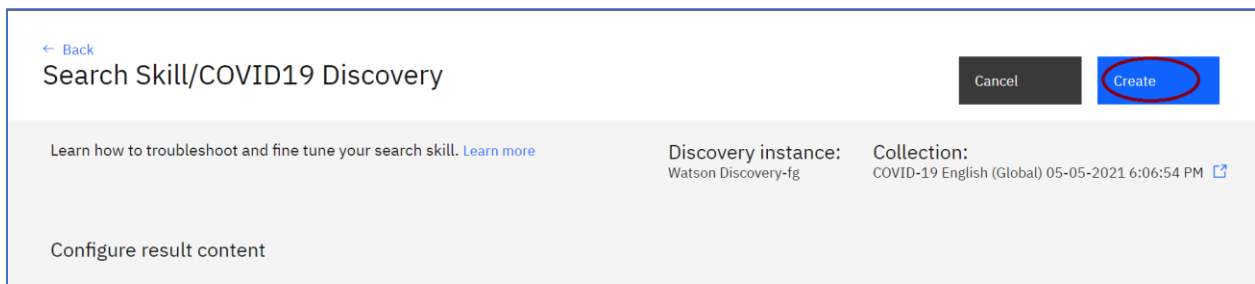 ← Back
Search Skill/COVID19 Discovery
Cancel
Create
Learn how to troubleshoot and fine tune your search skill. Learn more
Discovery instance:
Watson Discovery-fg
Collection:
COVID-19 English (Global) 05-05-2021 6:06:54 PM
Configure result content